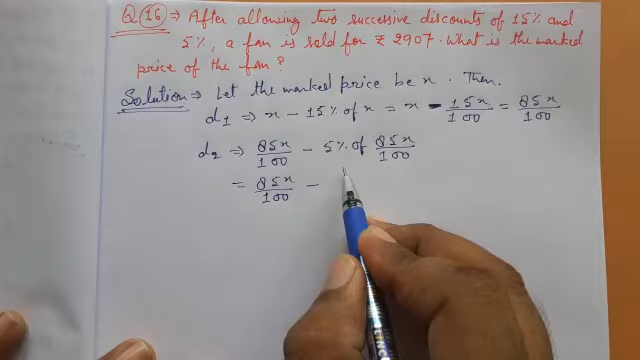 Q. 16 ⇒ After allowing two successive discounts of 15% and
5%, a fan is sold for ₹ 2907. What is the marked
price of the fan?
Solution → Let the marked price be x. Then,
d1 ⇒ x - 15% of x = x - 15x/100 = 85x/100
d2 ⇒ 85x/100 - 5% of 85x/100
= 85x/100 -